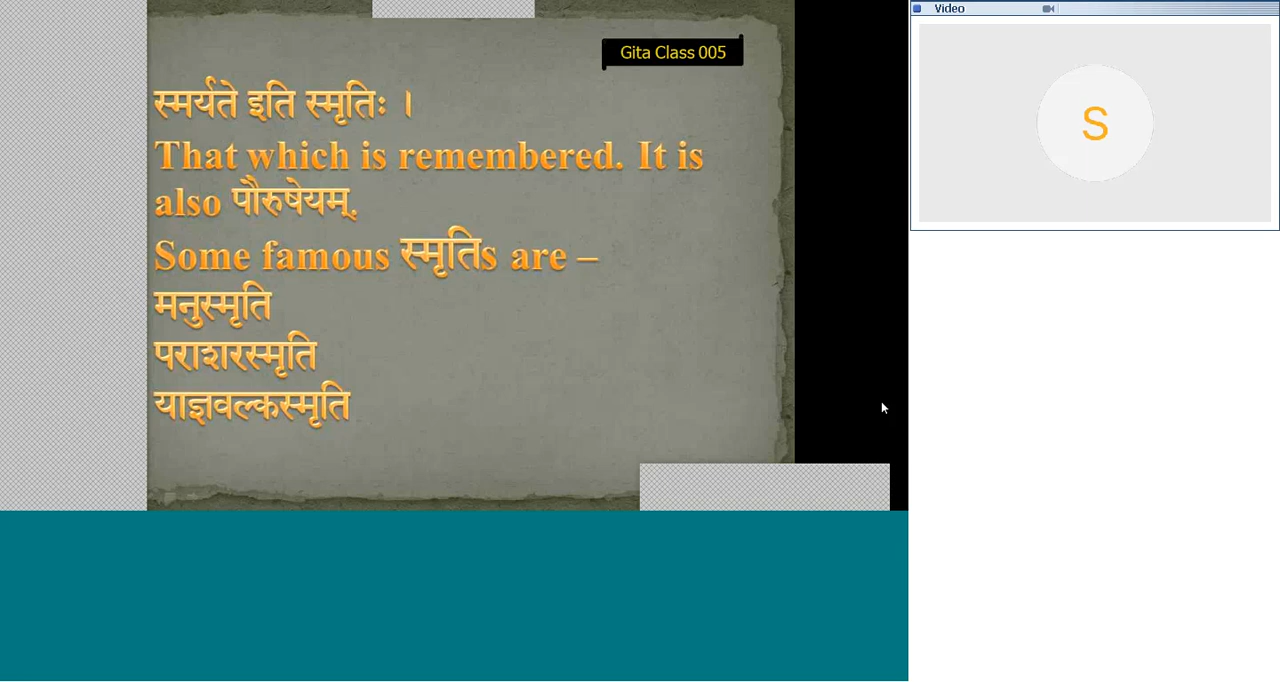 Video
S
Gita Class 005
स्मर्यते इति स्मृतिः ।
That which is remembered. It is
also पौरुषेयम्.
Some famous स्मृतिs are –
मनुस्मृति
पराशरस्मृति
याज्ञवल्कस्मृति